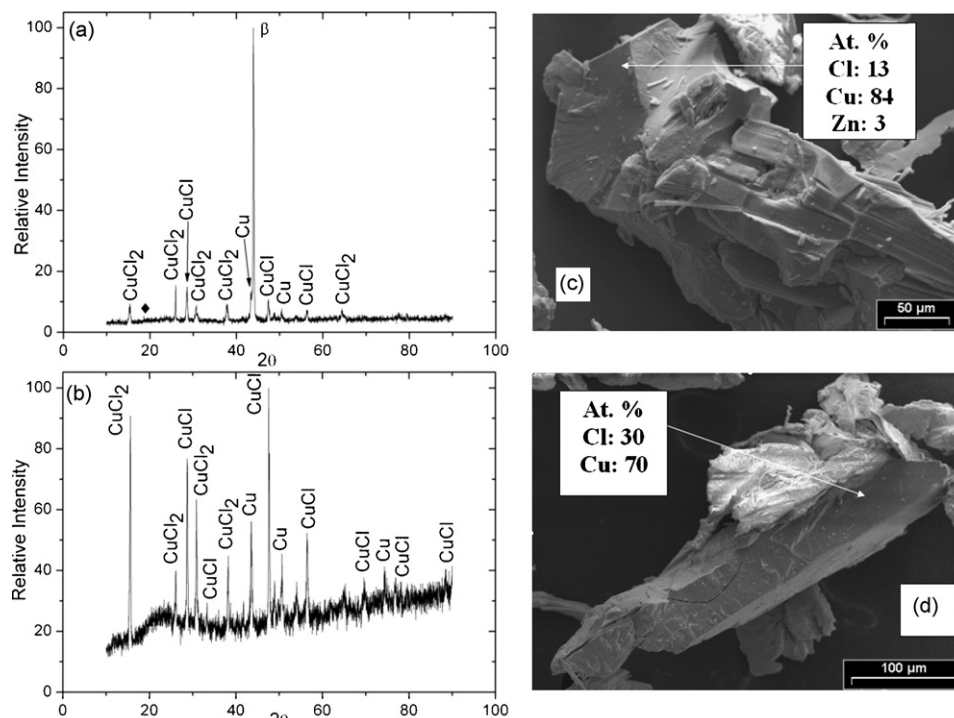 (a)
β
100
80
60
40
20
0
Relative Intensity
CuCl2
◆
CuCl2
CuCl
CuCl2
CuCl2
Cu
CuCl
Cu
CuCl
CuCl2
0 20 40 60 80 100
2θ
At. %
Cl: 13
Cu: 84
Zn: 3
(c)
50 µm
(b)
100
80
60
40
20
0
Relative Intensity
CuCl2
CuCl2
CuCl
CuCl2
CuCl
CuCl2
Cu
CuCl
Cu
CuCl
CuCl
Cu
CuCl
CuCl
0 20 40 60 80 100
At. %
Cl: 30
Cu: 70
(d)
100 µm